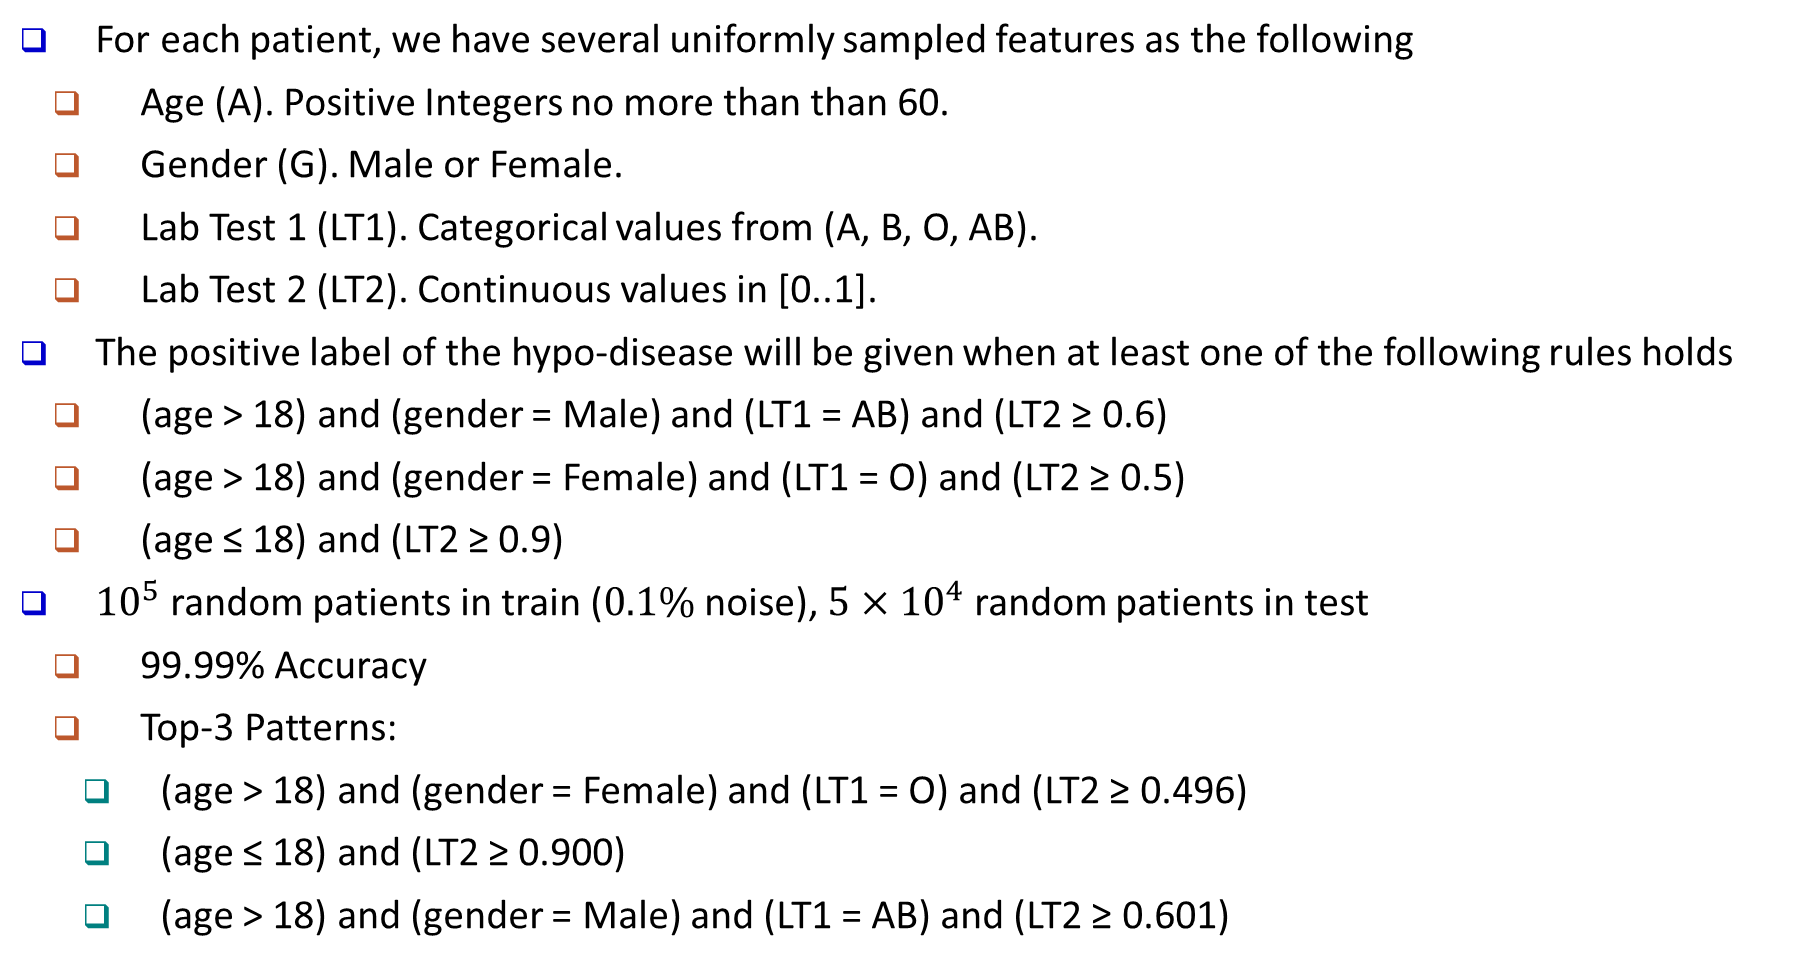 For each patient, we have several uniformly sampled features as the following
Age (A). Positive Integers no more than than 60.
Gender (G). Male or Female.
Lab Test 1 (LT1). Categorical values from (A, B, O, AB).
Lab Test 2 (LT2). Continuous values in [0..1].
The positive label of the hypo-disease will be given when at least one of the following rules holds
(age > 18) and (gender = Male) and (LT1 = AB) and (LT2 ≥ 0.6)
(age > 18) and (gender = Female) and (LT1 = O) and (LT2 ≥ 0.5)
(age ≤ 18) and (LT2 ≥ 0.9)
10⁵ random patients in train (0.1% noise), 5 × 10⁴ random patients in test
99.99% Accuracy
Top-3 Patterns:
(age > 18) and (gender = Female) and (LT1 = O) and (LT2 ≥ 0.496)
(age ≤ 18) and (LT2 ≥ 0.900)
(age > 18) and (gender = Male) and (LT1 = AB) and (LT2 ≥ 0.601)